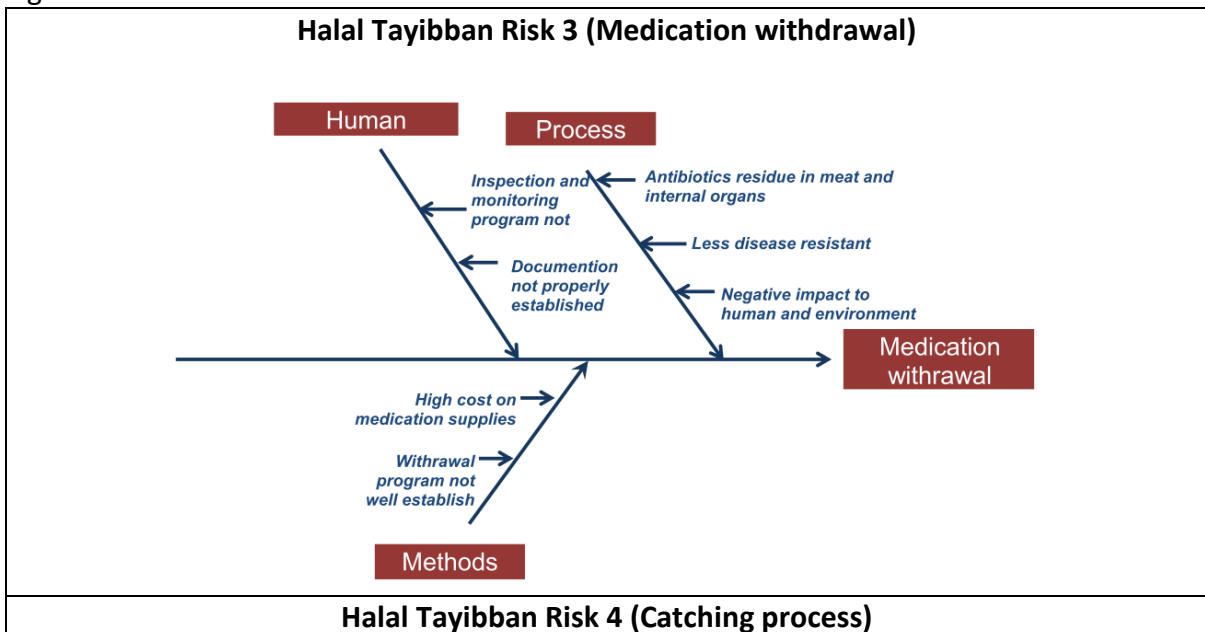 Halal Tayibban Risk 3 (Medication withdrawal)
Human
Process
Inspection and
monitoring
program not
Documention
not properly
established
Antibiotics residue in meat and
internal organs
Less disease resistant
Negative impact to
human and environment
Medication
withrawal
High cost on
medication supplies
Withrawal
program not
well establish
Methods
Halal Tayibban Risk 4 (Catching process)